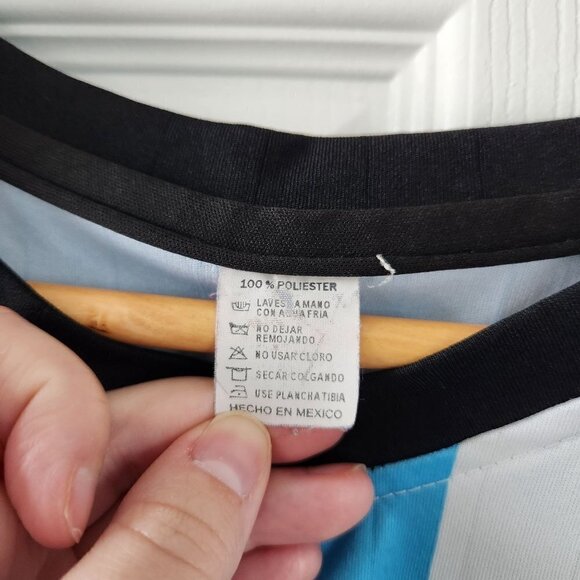 100 % POLIESTER
LAVESE A MANO
CON AGUA FRIA
NO DEJAR
REMOJANDO
NO USAR CLORO
SECAR COLGANDO
USE PLANCHA TIBIA
HECHO EN MEXICO